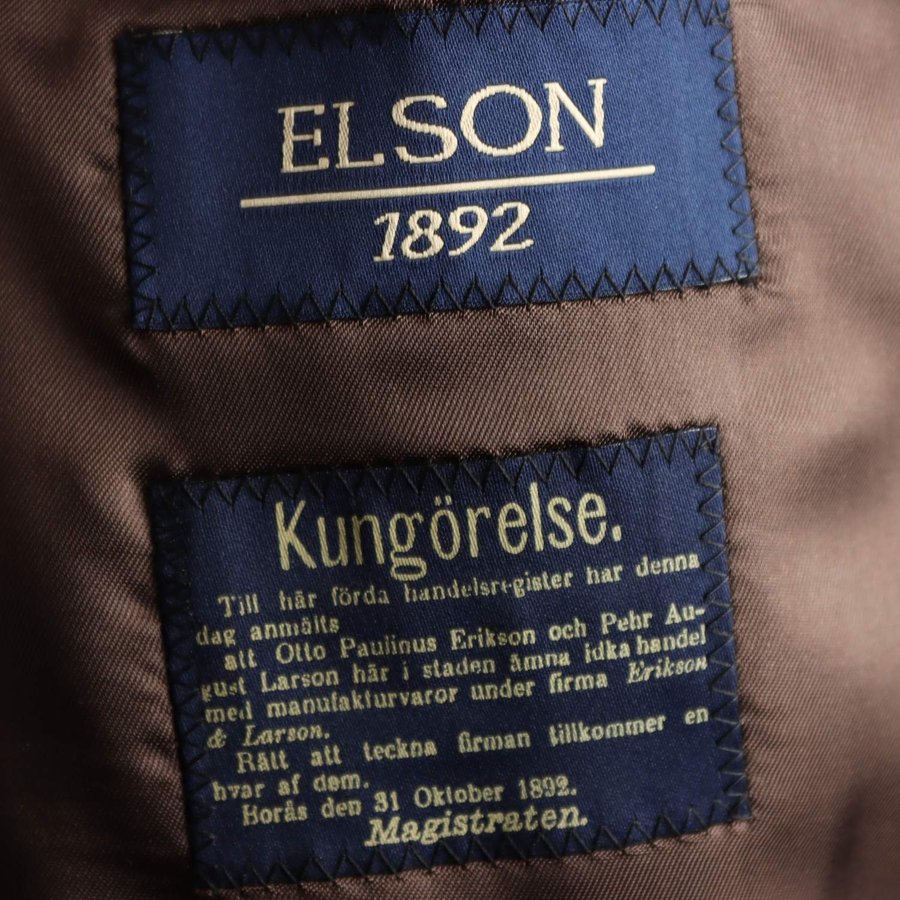 ELSON
1892
Kungörelse.
Till här förda handelsregister har denna
dag anmälts
att Otto Paulinus Erikson och Pehr Au-
gust Larson här i staden ämna idka handel
med manufakturvaror under firma Erikson
& Larson.
Rätt att teckna firman tillkommer en
hvar af dem.
Borås den 31 Oktober 1892.
Magistraten.